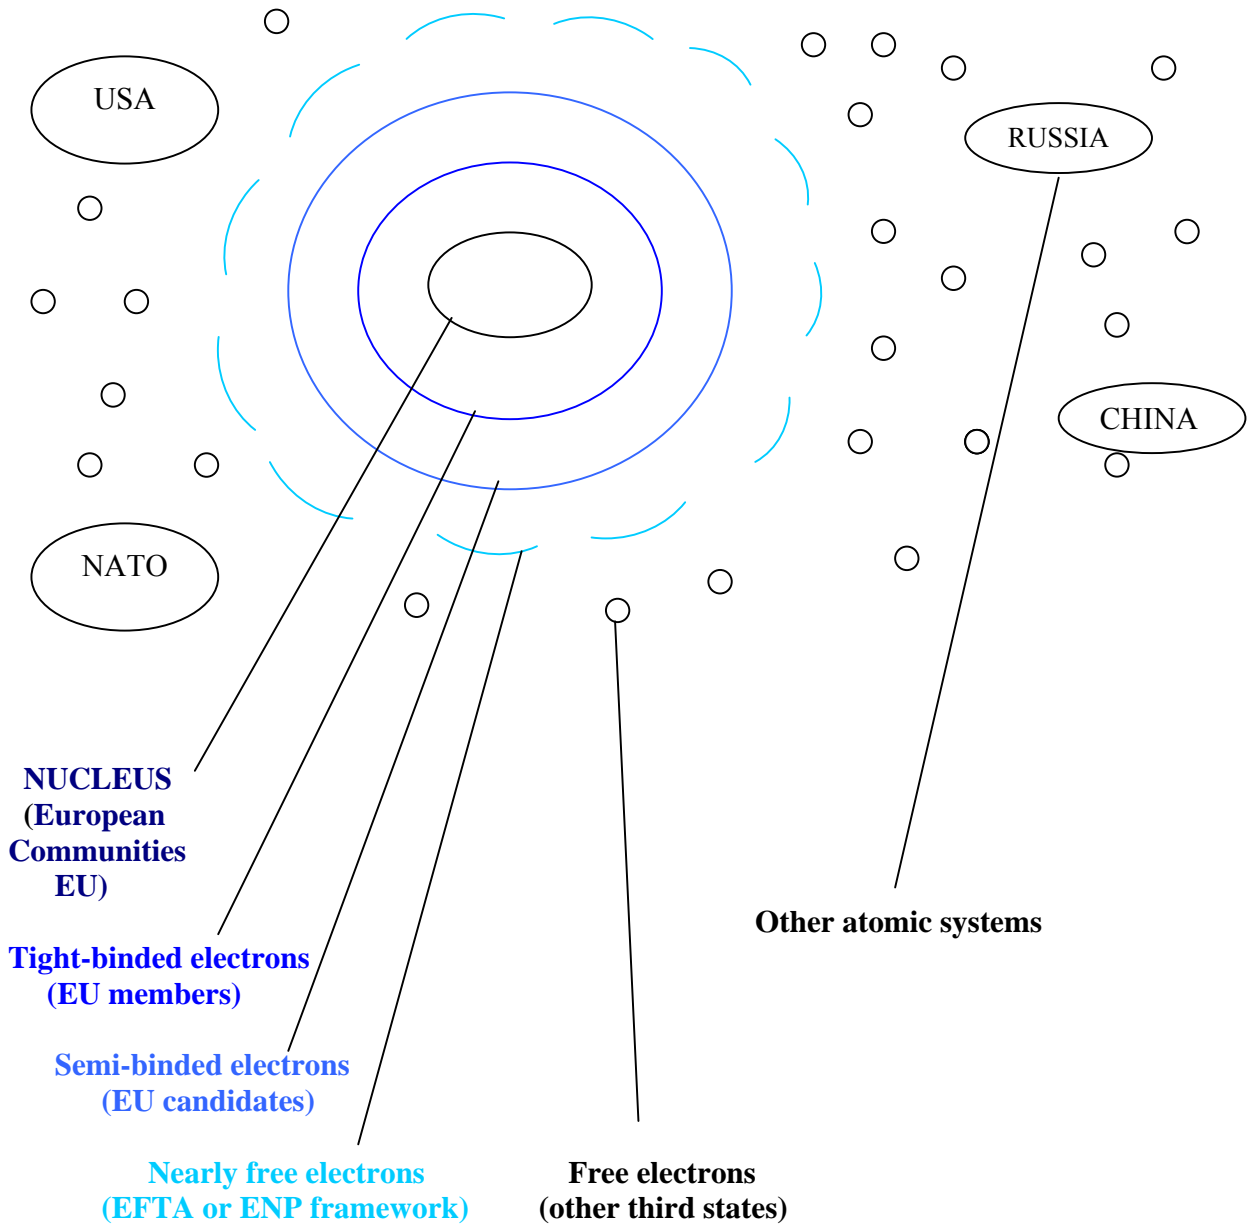 USA
RUSSIA
CHINA
NATO
NUCLEUS
(European
Communities
EU)
Other atomic systems
Tight-binded electrons
(EU members)
Semi-binded electrons
(EU candidates)
Nearly free electrons
(EFTA or ENP framework)
Free electrons
(other third states)